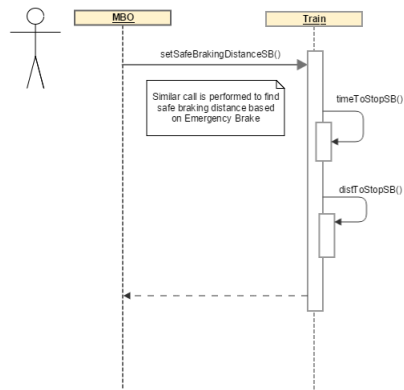 MBO
Train
setSafeBrakingDistanceSB()
Similar call is performed to find
safe braking distance based
on Emergency Brake
timeToStopSB()
distToStopSB()